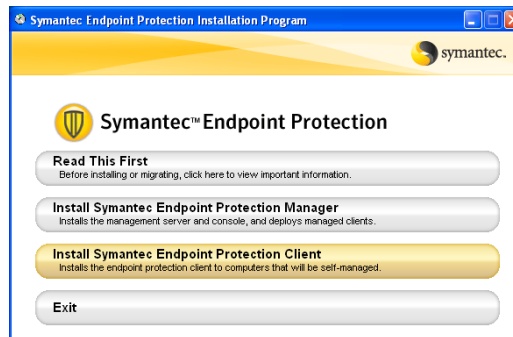 Symantec Endpoint Protection Installation Program
symantec.
Symantec™ Endpoint Protection
Read This First
Before installing or migrating, click here to view important information.
Install Symantec Endpoint Protection Manager
Installs the management server and console, and deploys managed clients.
Install Symantec Endpoint Protection Client
Installs the endpoint protection client to computers that will be self-managed.
Exit